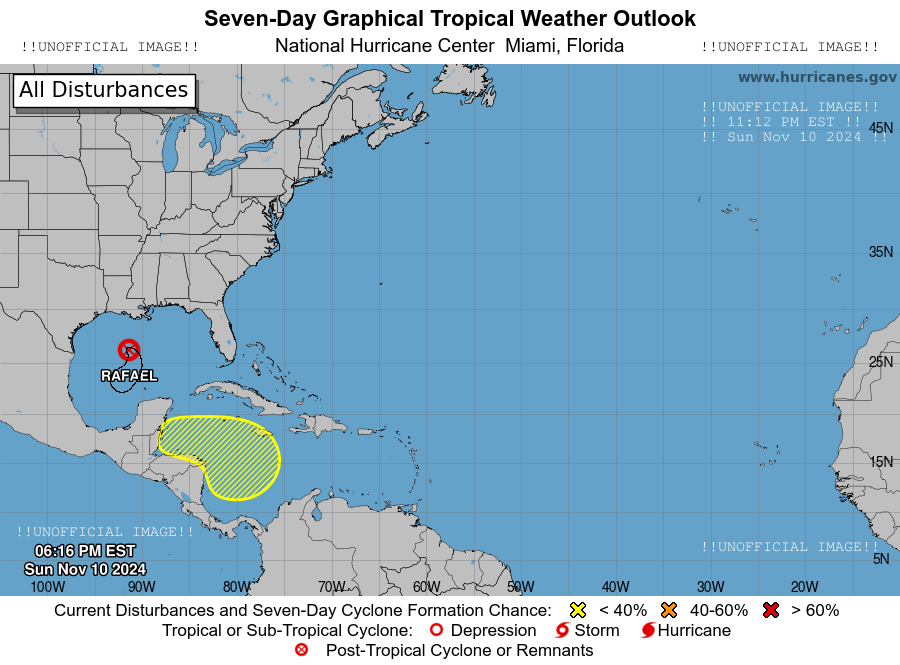 Seven-Day Graphical Tropical Weather Outlook
!!UNOFFICIAL IMAGE!! National Hurricane Center Miami, Florida !!UNOFFICIAL IMAGE!!
All Disturbances www.hurricanes.gov
!!UNOFFICIAL IMAGE!!
!! 11:12 PM EST !!
!! Sun Nov 10 2024 !!
45N
35N
25N
RAFAEL
15N
!!UNOFFICIAL IMAGE!!
06:16 PM EST
Sun Nov 10 2024
!!UNOFFICIAL IMAGE!!
5N
100W 90W 80W 70W 60W 50W 40W 30W 20W
Current Disturbances and Seven-Day Cyclone Formation Chance: < 40% 40-60% > 60%
Tropical or Sub-Tropical Cyclone: Depression Storm Hurricane
Post-Tropical Cyclone or Remnants